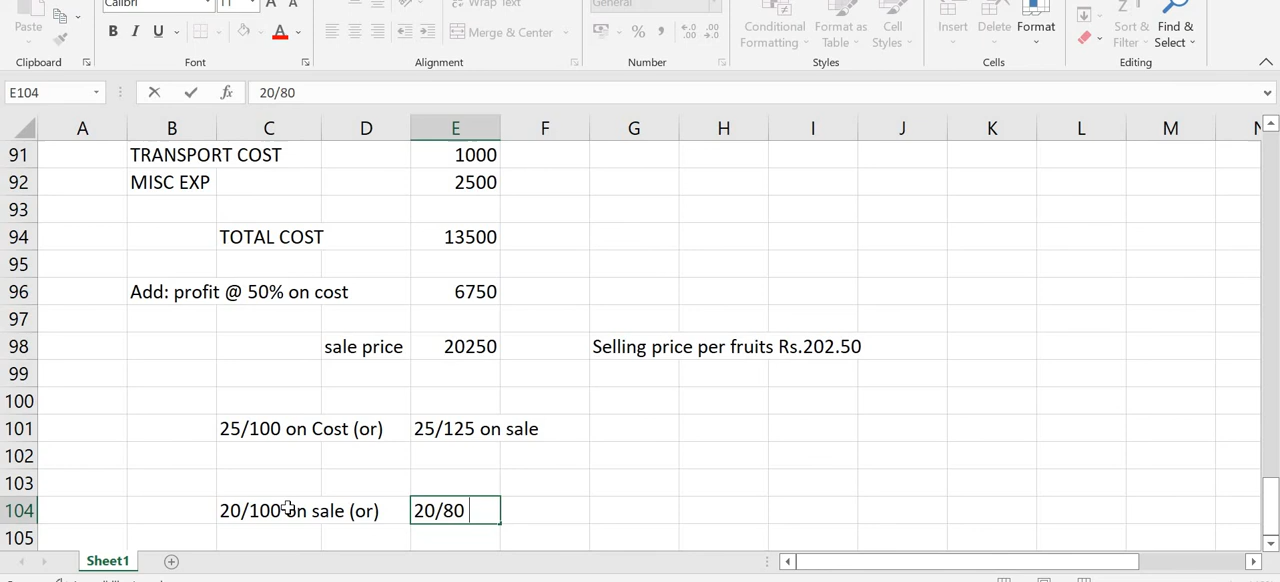 Calibri 11 A A Wrap Text General
Paste B I U A Merge & Center % , Conditional Formatting Format as Table Cell Styles Insert Delete Format Sort & Filter Find & Select
Clipboard Font Alignment Number Styles Cells Editing
E104 fx 20/80
A B C D E F G H I J K L M N
91 TRANSPORT COST 1000
92 MISC EXP 2500
93
94 TOTAL COST 13500
95
96 Add: profit @ 50% on cost 6750
97
98 sale price 20250 Selling price per fruits Rs.202.50
99
100
101 25/100 on Cost (or) 25/125 on sale
102
103
104 20/100 on sale (or) 20/80
105
Sheet1